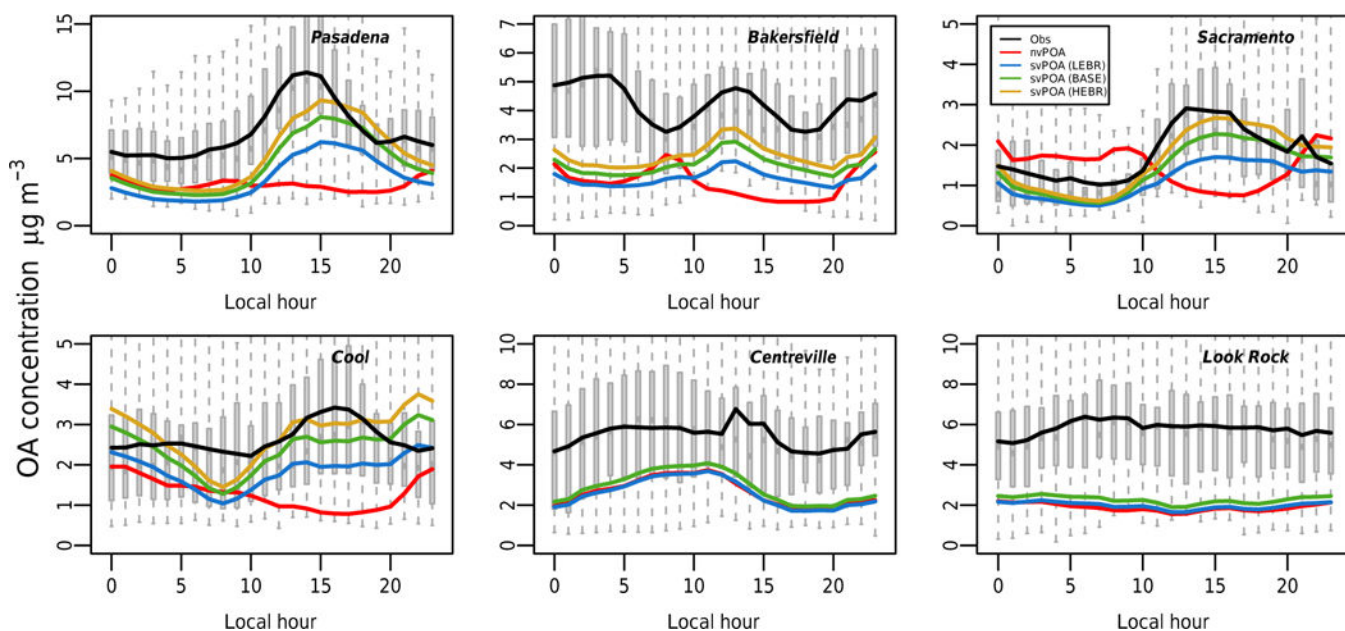 OA concentration µg m−3
Pasadena
15
10
5
0
0 5 10 15 20
Local hour
Bakersfield
7
6
5
4
3
2
1
0
0 5 10 15 20
Local hour
Sacramento
Obs
nvPOA
svPOA (LEBR)
svPOA (BASE)
svPOA (HEBR)
5
4
3
2
1
0
0 5 10 15 20
Local hour
Cool
5
4
3
2
1
0
0 5 10 15 20
Local hour
Centreville
10
8
6
4
2
0
0 5 10 15 20
Local hour
Look Rock
10
8
6
4
2
0
0 5 10 15 20
Local hour